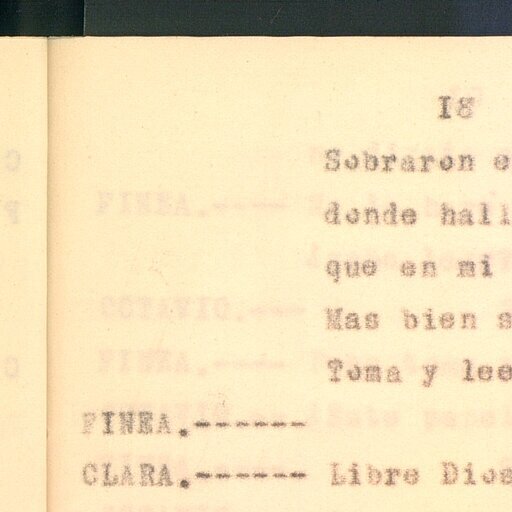 I8
Sobraron e
donde hall
que en mi
Mas bien s
Toma y lee
FINEA.------
CLARA.------ Libre Dios